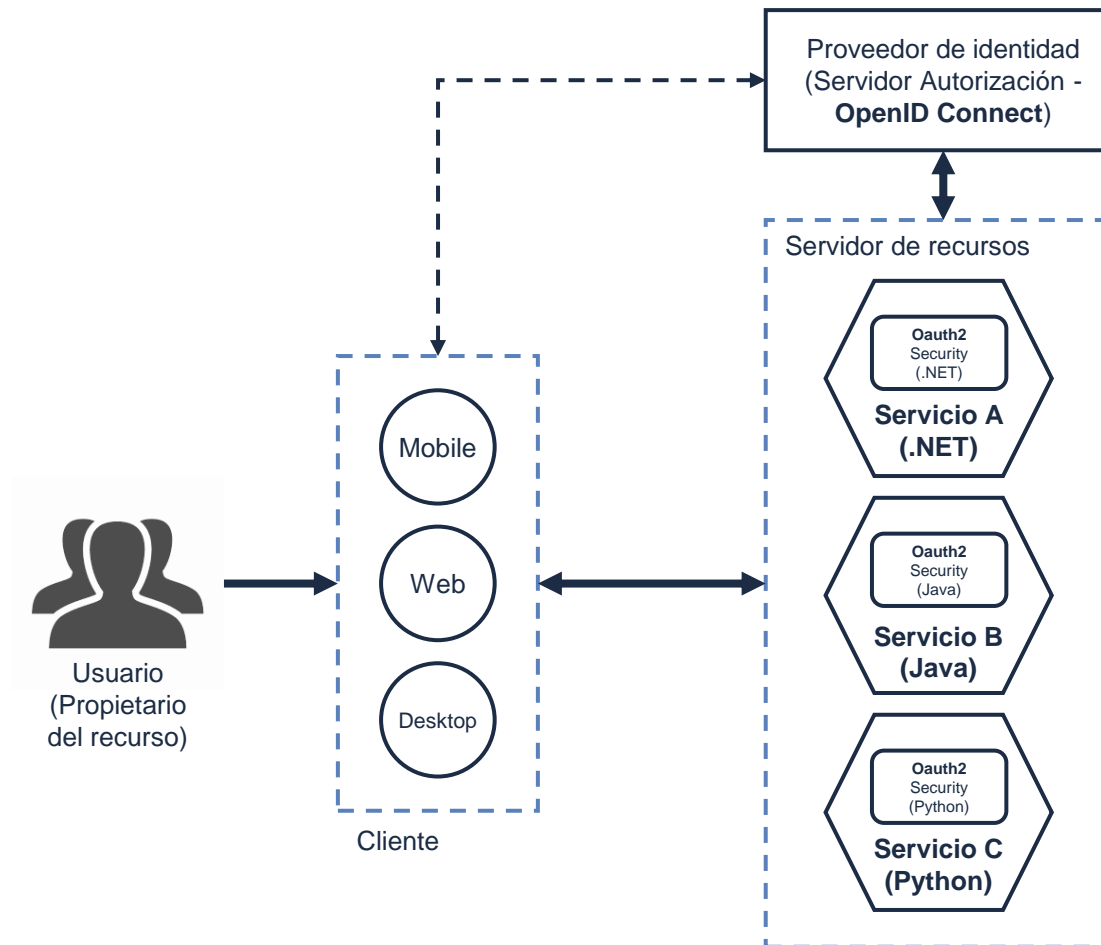 Proveedor de identidad
(Servidor Autorización -
OpenID Connect)
Servidor de recursos
Oauth2
Security
(.NET)
Servicio A
(.NET)
Mobile
Web
Desktop
Cliente
Usuario
(Propietario
del recurso)
Oauth2
Security
(Java)
Servicio B
(Java)
Oauth2
Security
(Python)
Servicio C
(Python)